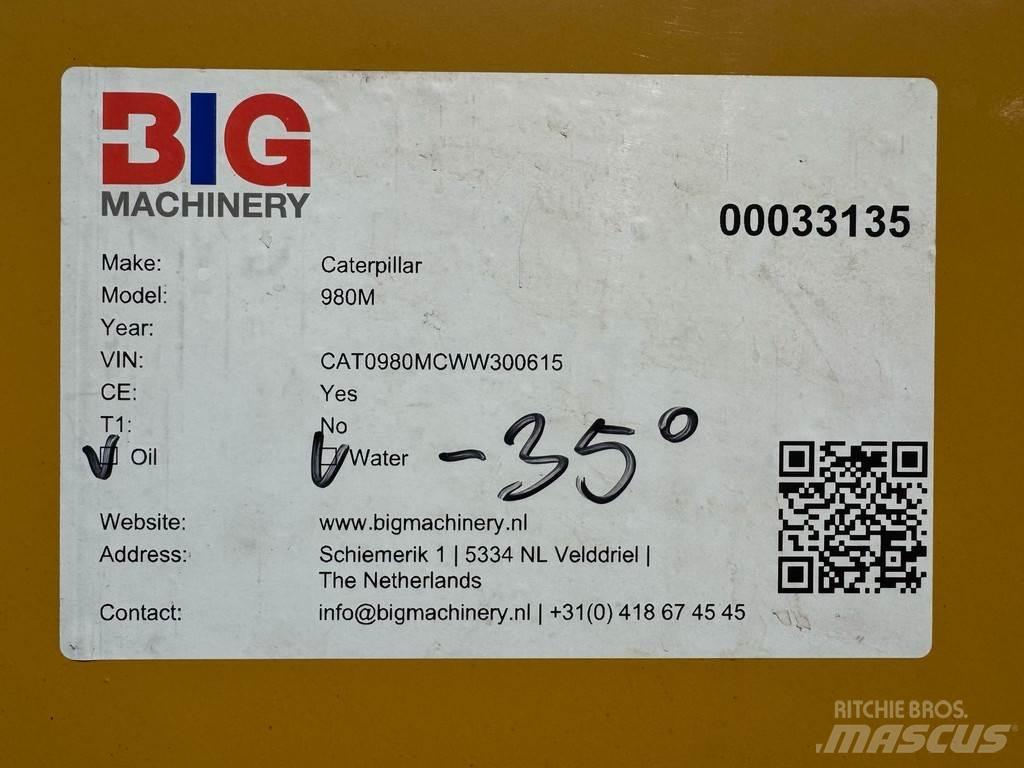 BIG
MACHINERY
00033135
Make: Caterpillar
Model: 980M
Year:
VIN: CAT0980MCWW300615
CE: Yes
T1: No
Oil Water -35°
Website: www.bigmachinery.nl
Address: Schiemerik 1 | 5334 NL Velddriel |
The Netherlands
Contact: info@bigmachinery.nl | +31(0) 418 67 45 45
RITCHIE BROS.
MASCUS